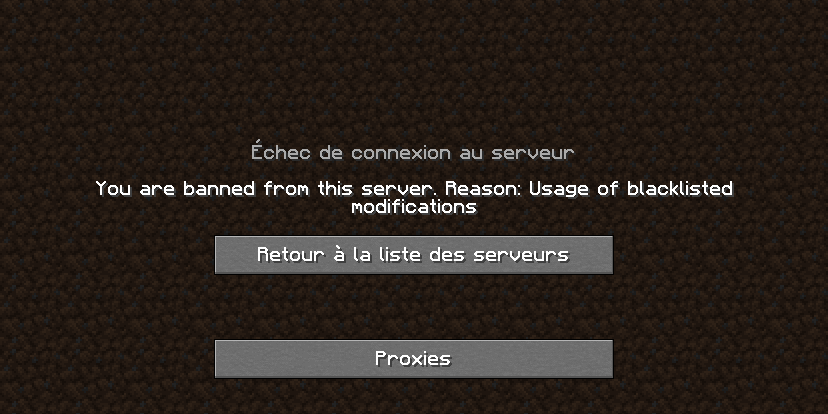 Échec de connexion au serveur
You are banned from this server. Reason: Usage of blacklisted
modifications
Retour à la liste des serveurs
Proxies